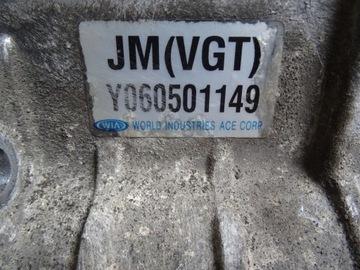 JM(VGT)
Y060501149
WIA WORLD INDUSTRIES ACE CORP